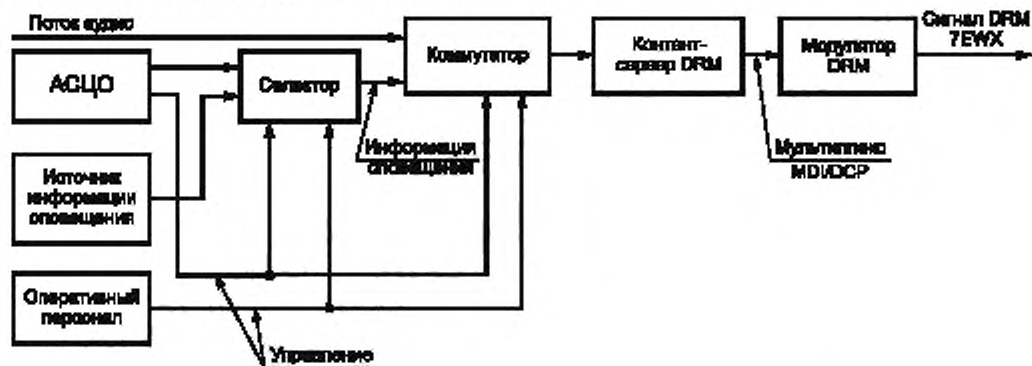 Поток аудио
АСЦО
Селектор
Коммутатор
Контент-
сервер DRM
Модулятор
DRM
Сигнал DRM
7EWX
Информация
оповещения
Мультиплекс
MDI/DCP
Источник
информации
оповещения
Оперативный
персонал
Управление